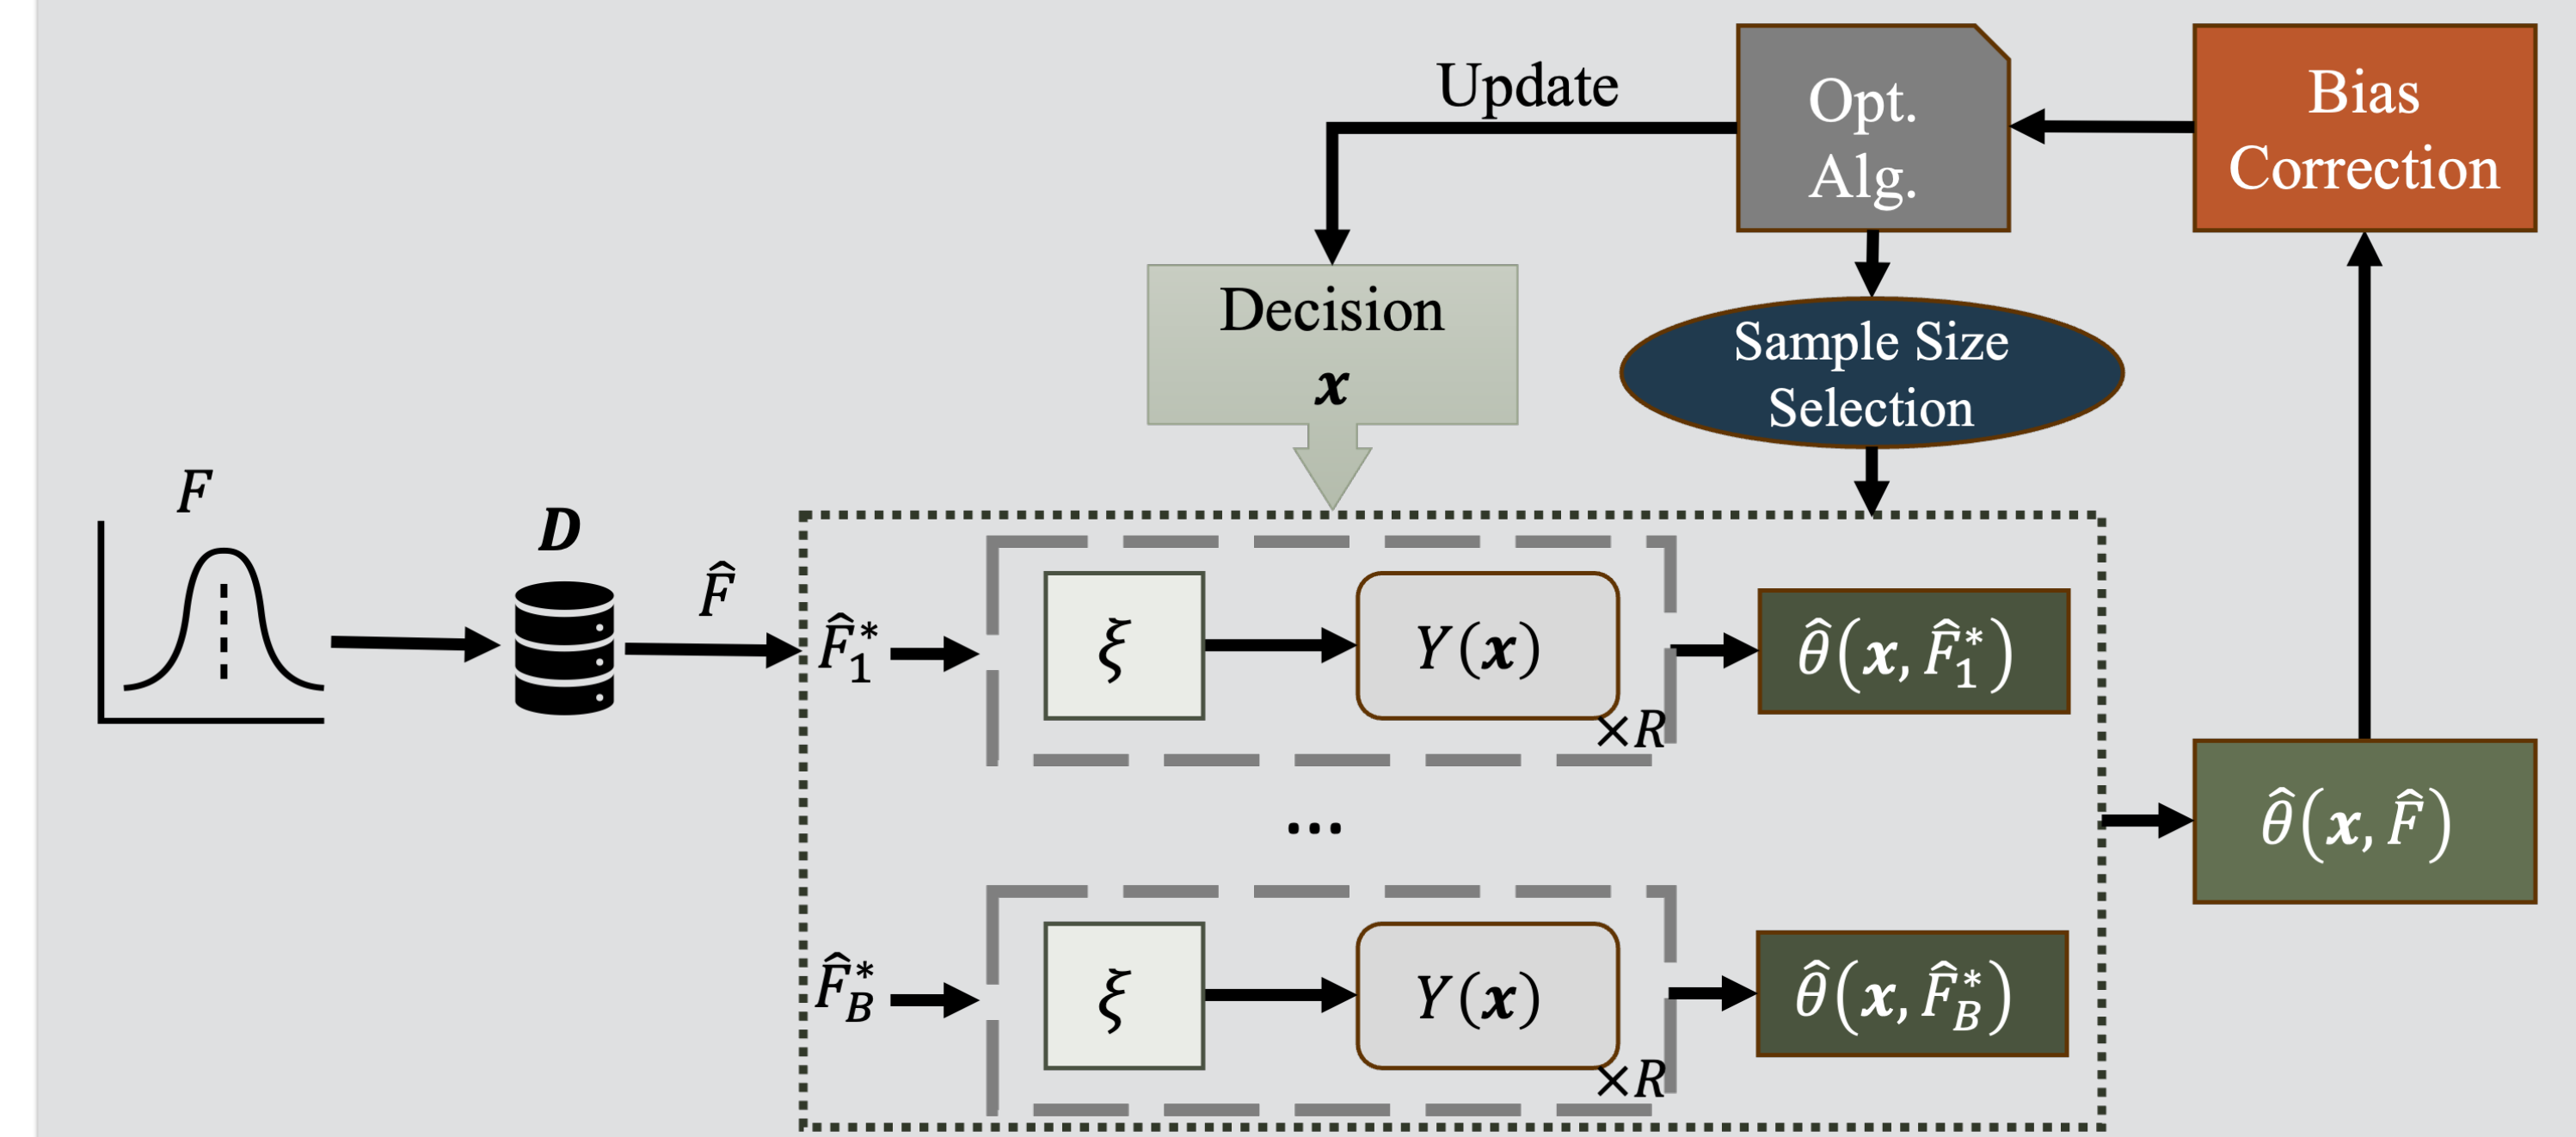 Update
Opt.
Alg.
Bias
Correction
Decision
x
Sample Size
Selection
F
D
F̂
F̂₁*
ξ
Y(x)
×R
θ̂(x, F̂₁*)
...
θ̂(x, F̂)
F̂_B*
ξ
Y(x)
×R
θ̂(x, F̂_B*)